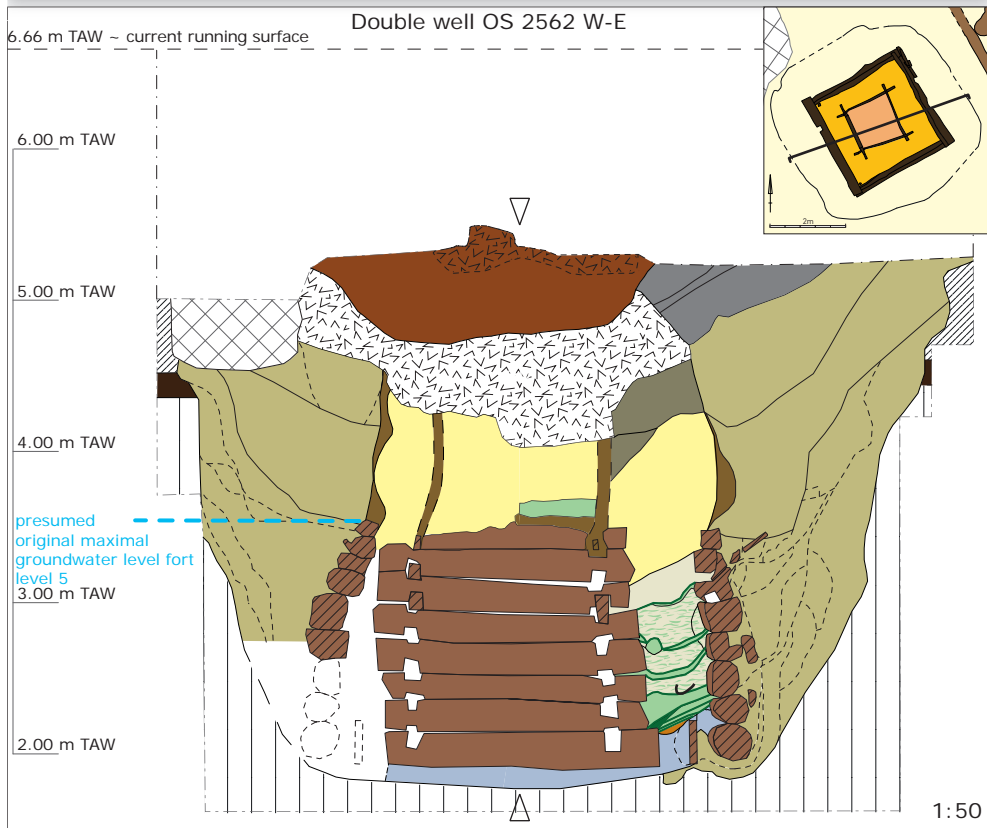 Double well OS 2562 W-E
6.66 m TAW ~ current running surface
2m
6.00 m TAW
5.00 m TAW
4.00 m TAW
presumed
original maximal
groundwater level fort
level 5
3.00 m TAW
2.00 m TAW
1:50